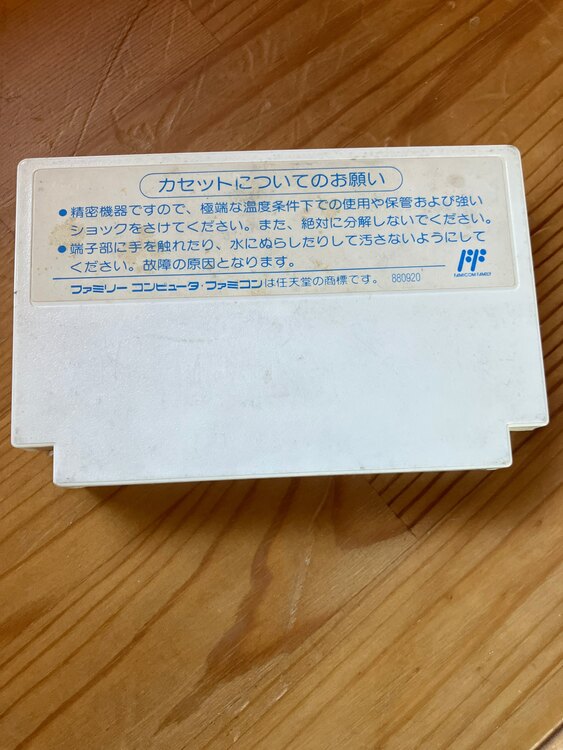 カセットについてのお願い
●精密機器ですので、極端な温度条件下での使用や保管および強い
ショックをさけてください。また、絶対に分解しないでください。
●端子部に手を触れたり、水にぬらしたりして汚さないようにして
ください。故障の原因となります。
FF
FAMICOM FAMILY
ファミリー コンピュータ・ファミコンは任天堂の商標です。 880920